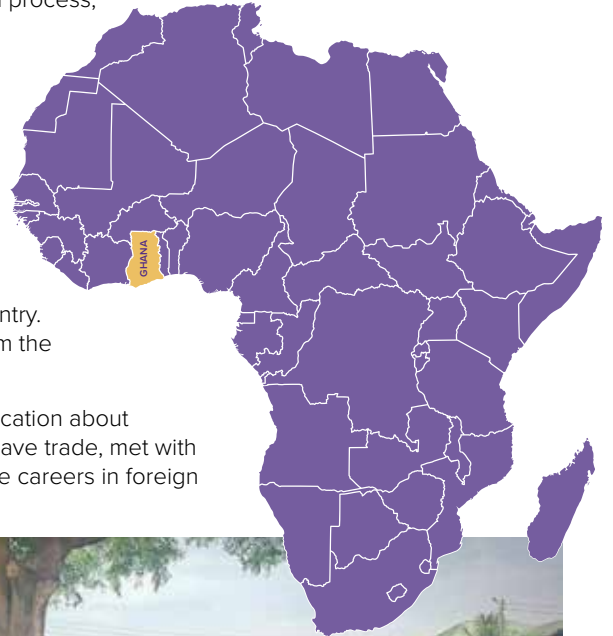 process,
GHANA
ntry.
m the
cation about
ave trade, met with
e careers in foreign